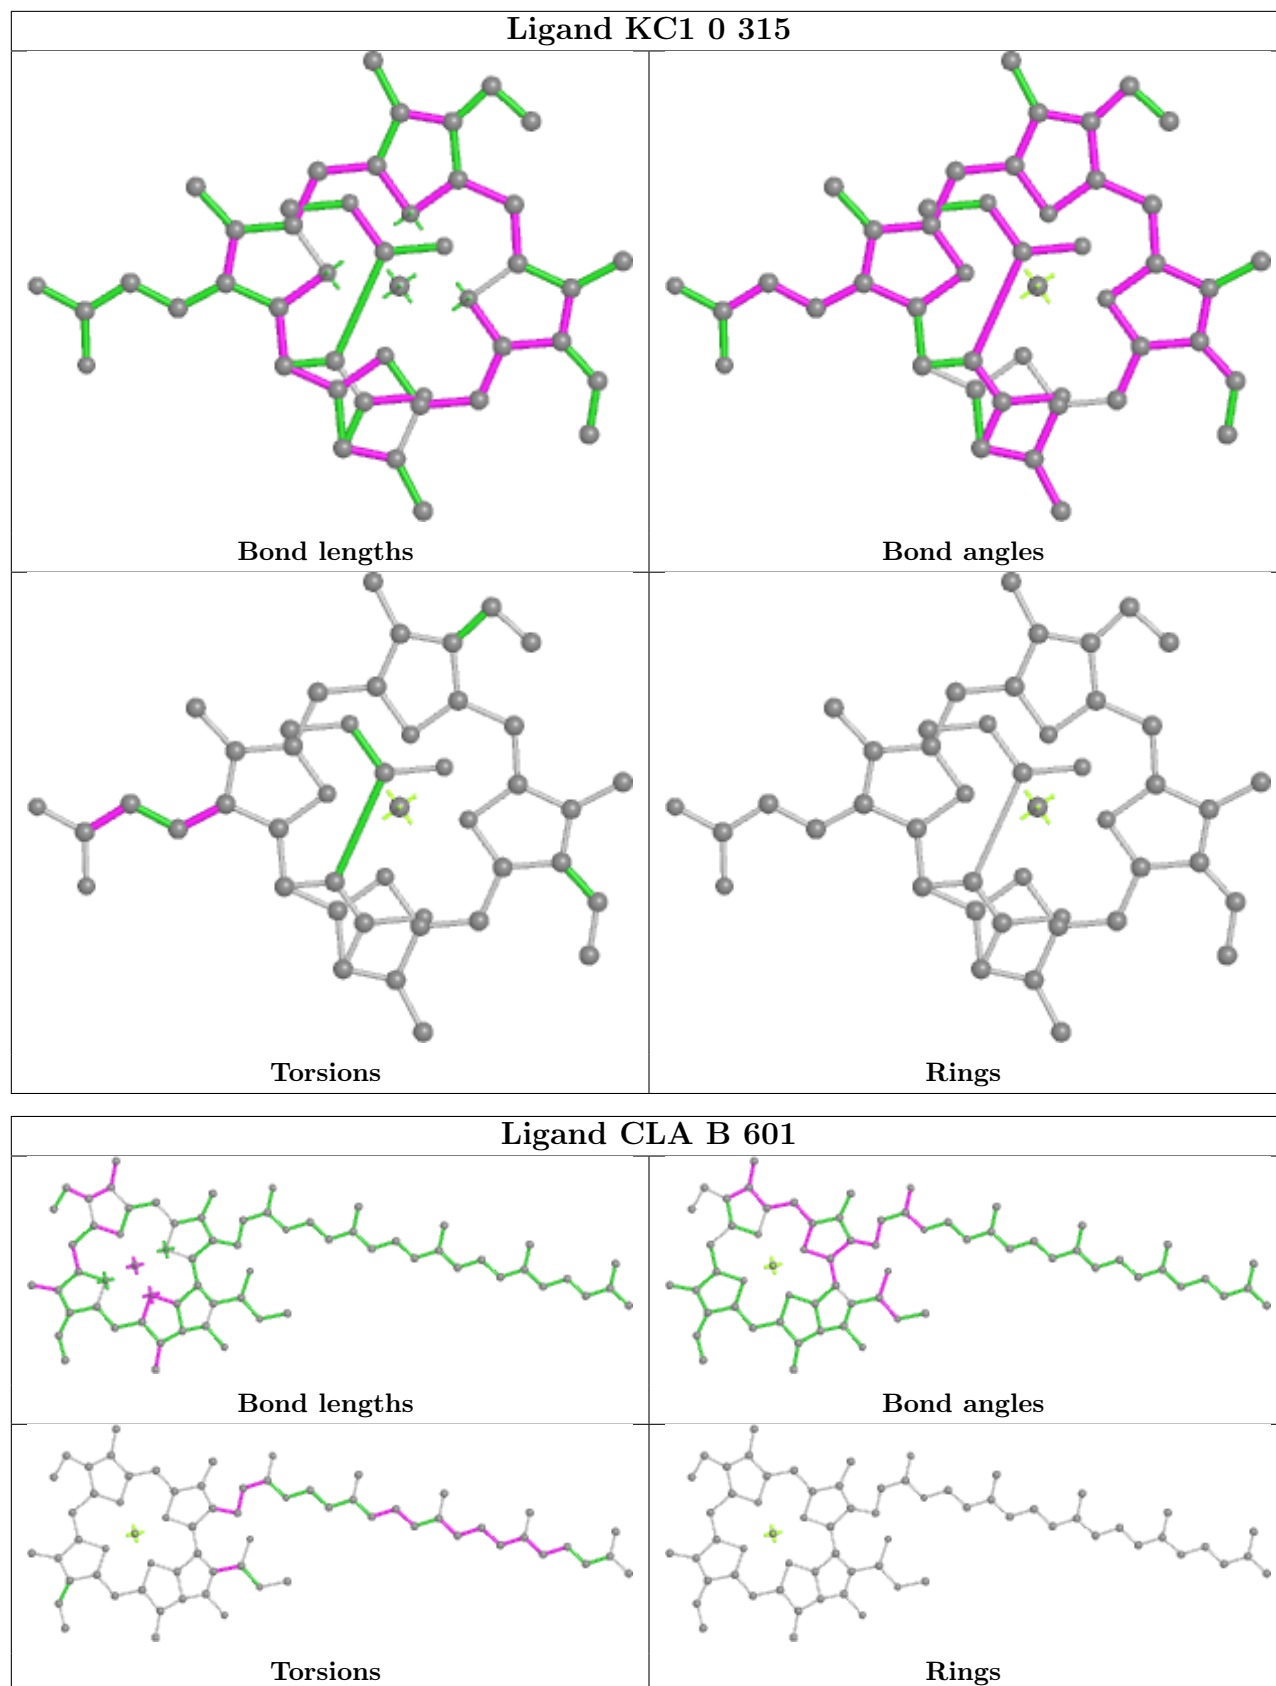 Ligand KC1 0 315
Bond lengths
Bond angles
Torsions
Rings
Ligand CLA B 601
Bond lengths
Bond angles
Torsions
Rings